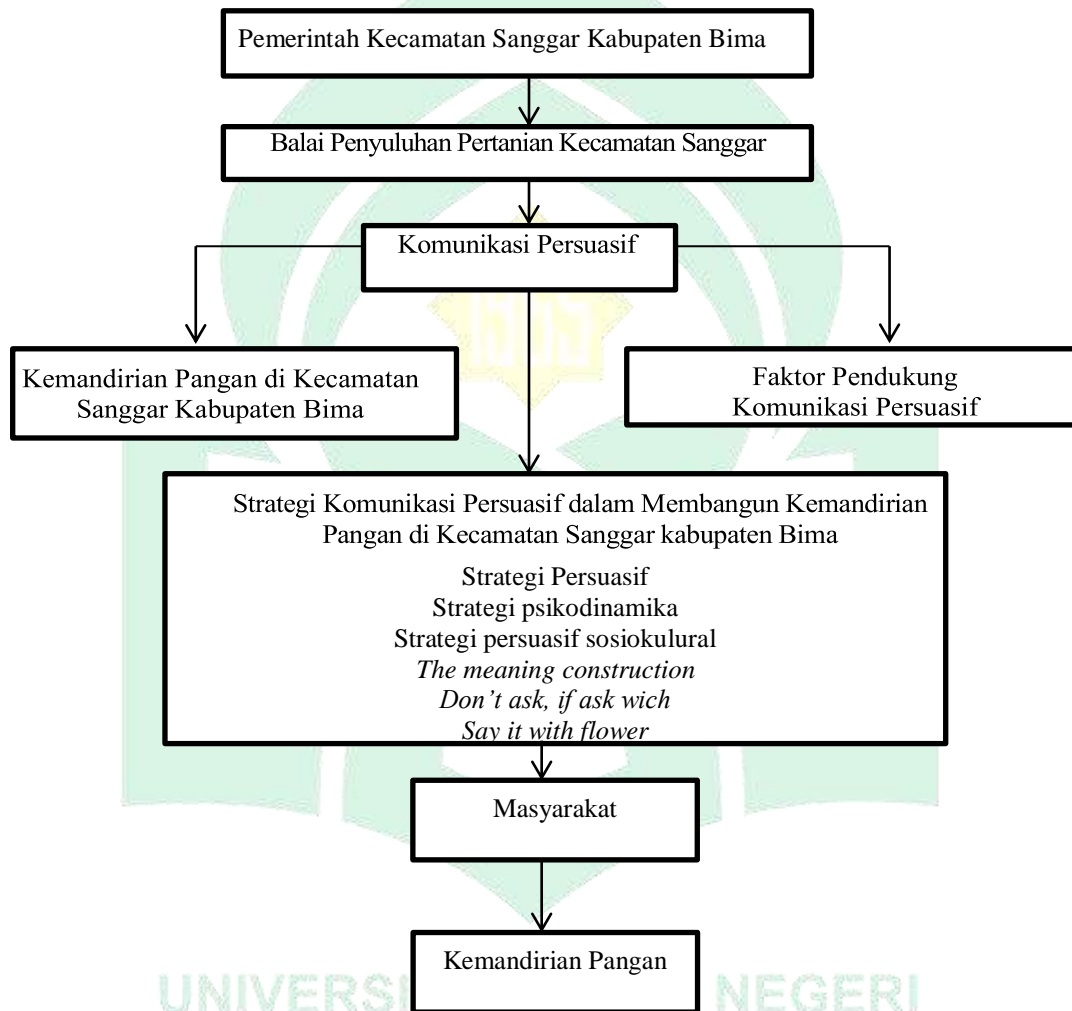 Pemerintah Kecamatan Sanggar Kabupaten Bima
Balai Penyuluhan Pertanian Kecamatan Sanggar
Komunikasi Persuasif
1965
Kemandirian Pangan di Kecamatan
Sanggar Kabupaten Bima
Faktor Pendukung
Komunikasi Persuasif
Strategi Komunikasi Persuasif dalam Membangun Kemandirian
Pangan di Kecamatan Sanggar kabupaten Bima
Strategi Persuasif
Strategi psikodinamika
Strategi persuasif sosiokulural
The meaning construction
Don’t ask, if ask wich
Say it with flower
Masyarakat
Kemandirian Pangan
NEGERI